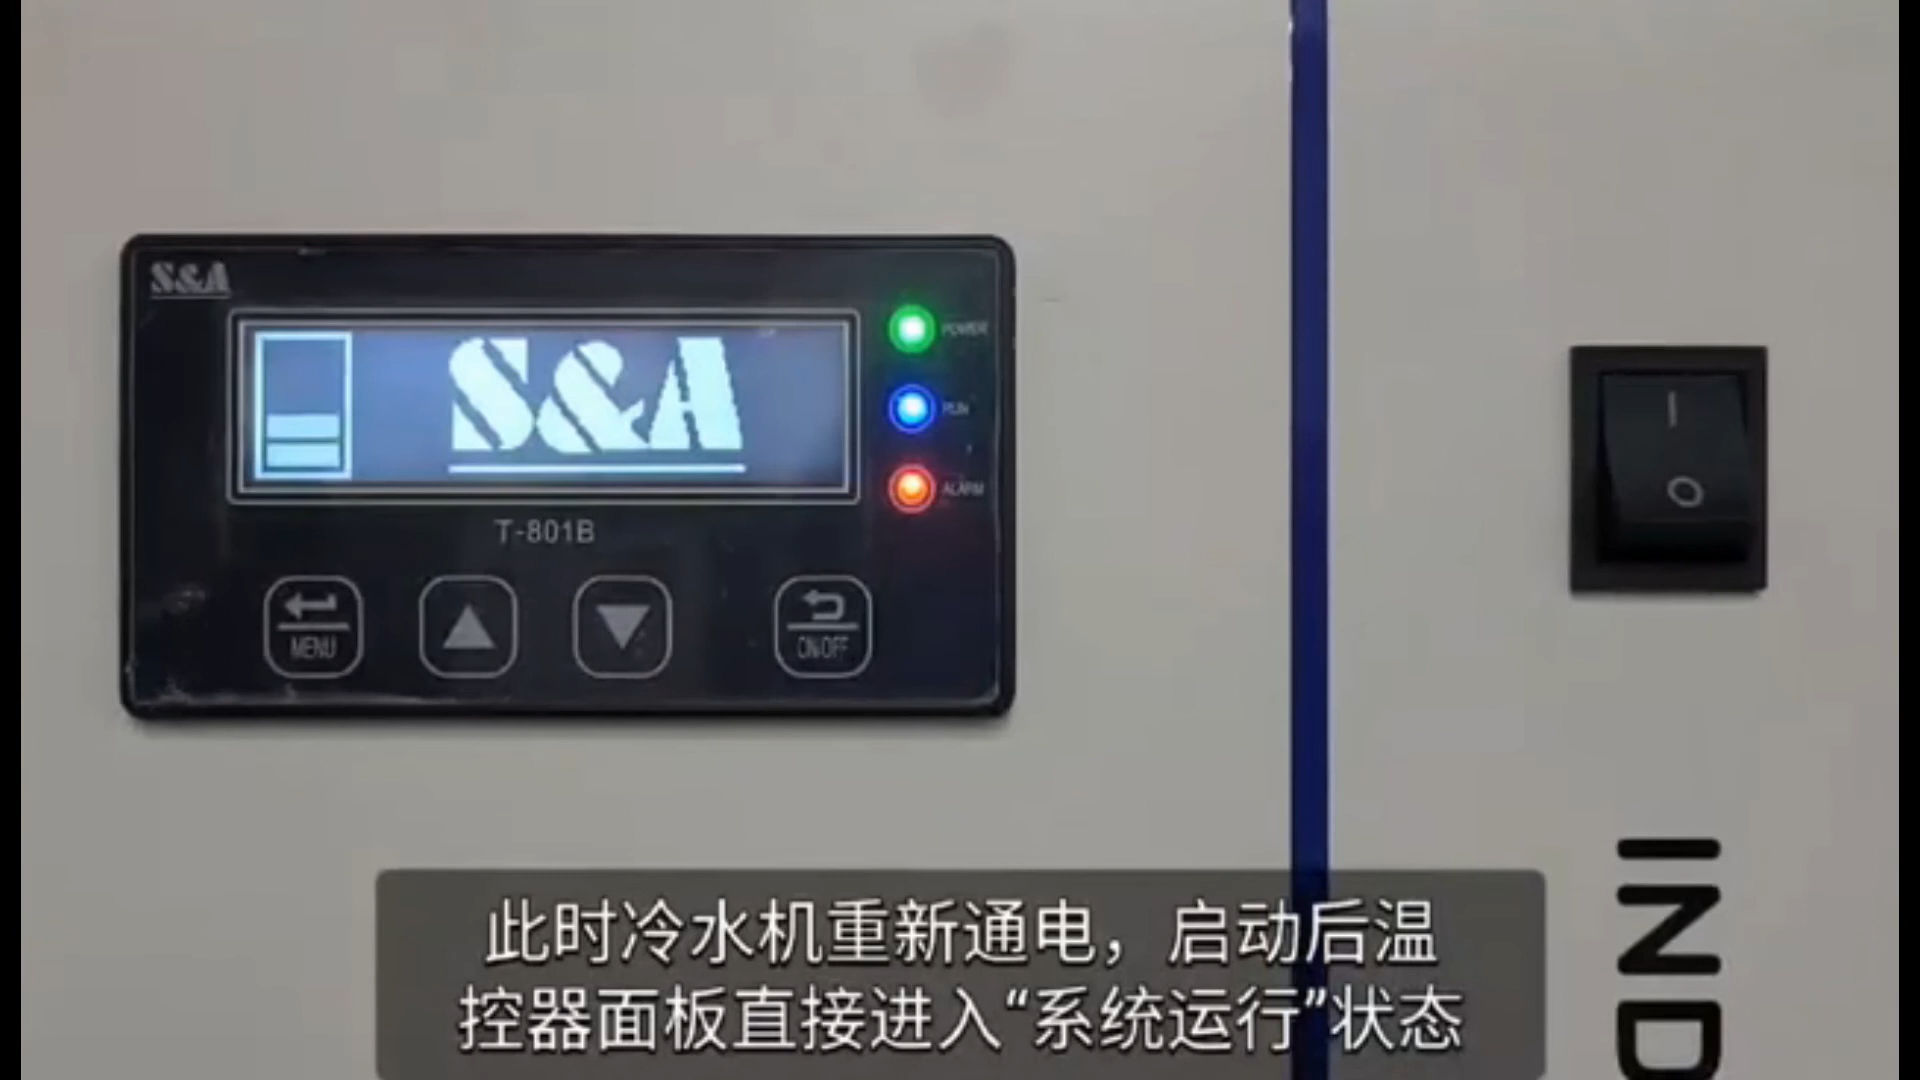 S&A
S&A
POWER
RUN
ALARM
T-801B
MENU
ON/OFF
IND
此时冷水机重新通电，启动后温
控器面板直接进入“系统运行”状态